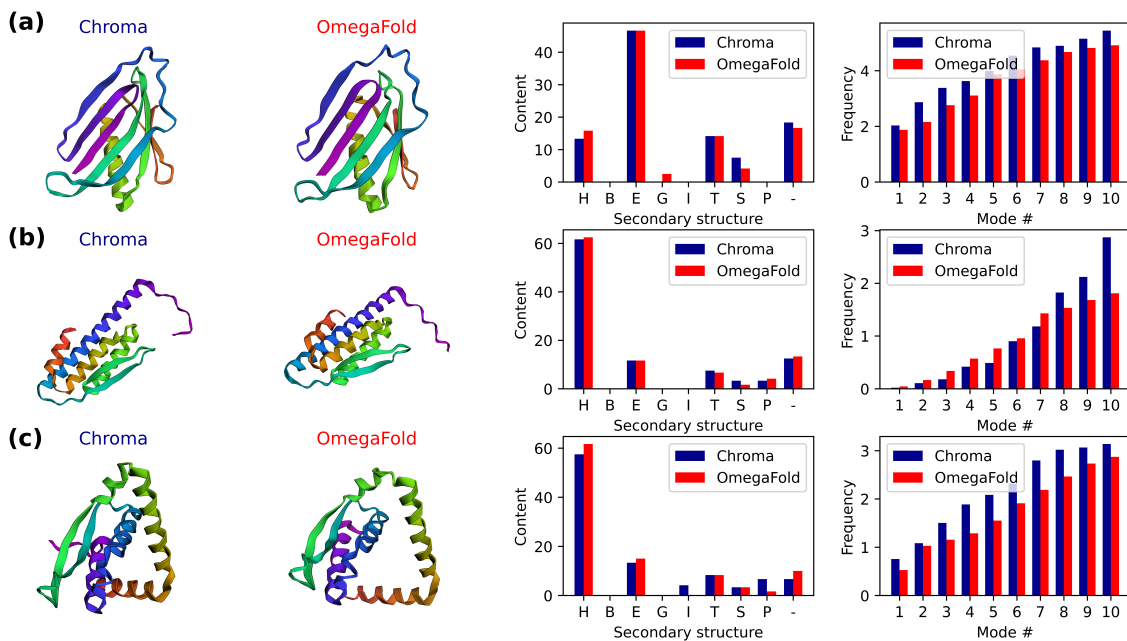 (a)
Chroma
OmegaFold
Content
0
10
20
30
40
Chroma
OmegaFold
H B E G I T S P -
Secondary structure
Frequency
0
2
4
Chroma
OmegaFold
1 2 3 4 5 6 7 8 9 10
Mode #
(b)
Chroma
OmegaFold
Content
0
20
40
60
Chroma
OmegaFold
H B E G I T S P -
Secondary structure
Frequency
0
1
2
3
Chroma
OmegaFold
1 2 3 4 5 6 7 8 9 10
Mode #
(c)
Chroma
OmegaFold
Content
0
20
40
60
Chroma
OmegaFold
H B E G I T S P -
Secondary structure
Frequency
0
1
2
3
Chroma
OmegaFold
1 2 3 4 5 6 7 8 9 10
Mode #